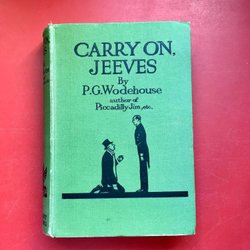 CARRY ON,
JEEVES
By
P.G.Wodehouse
author of
Piccadilly Jim, etc.